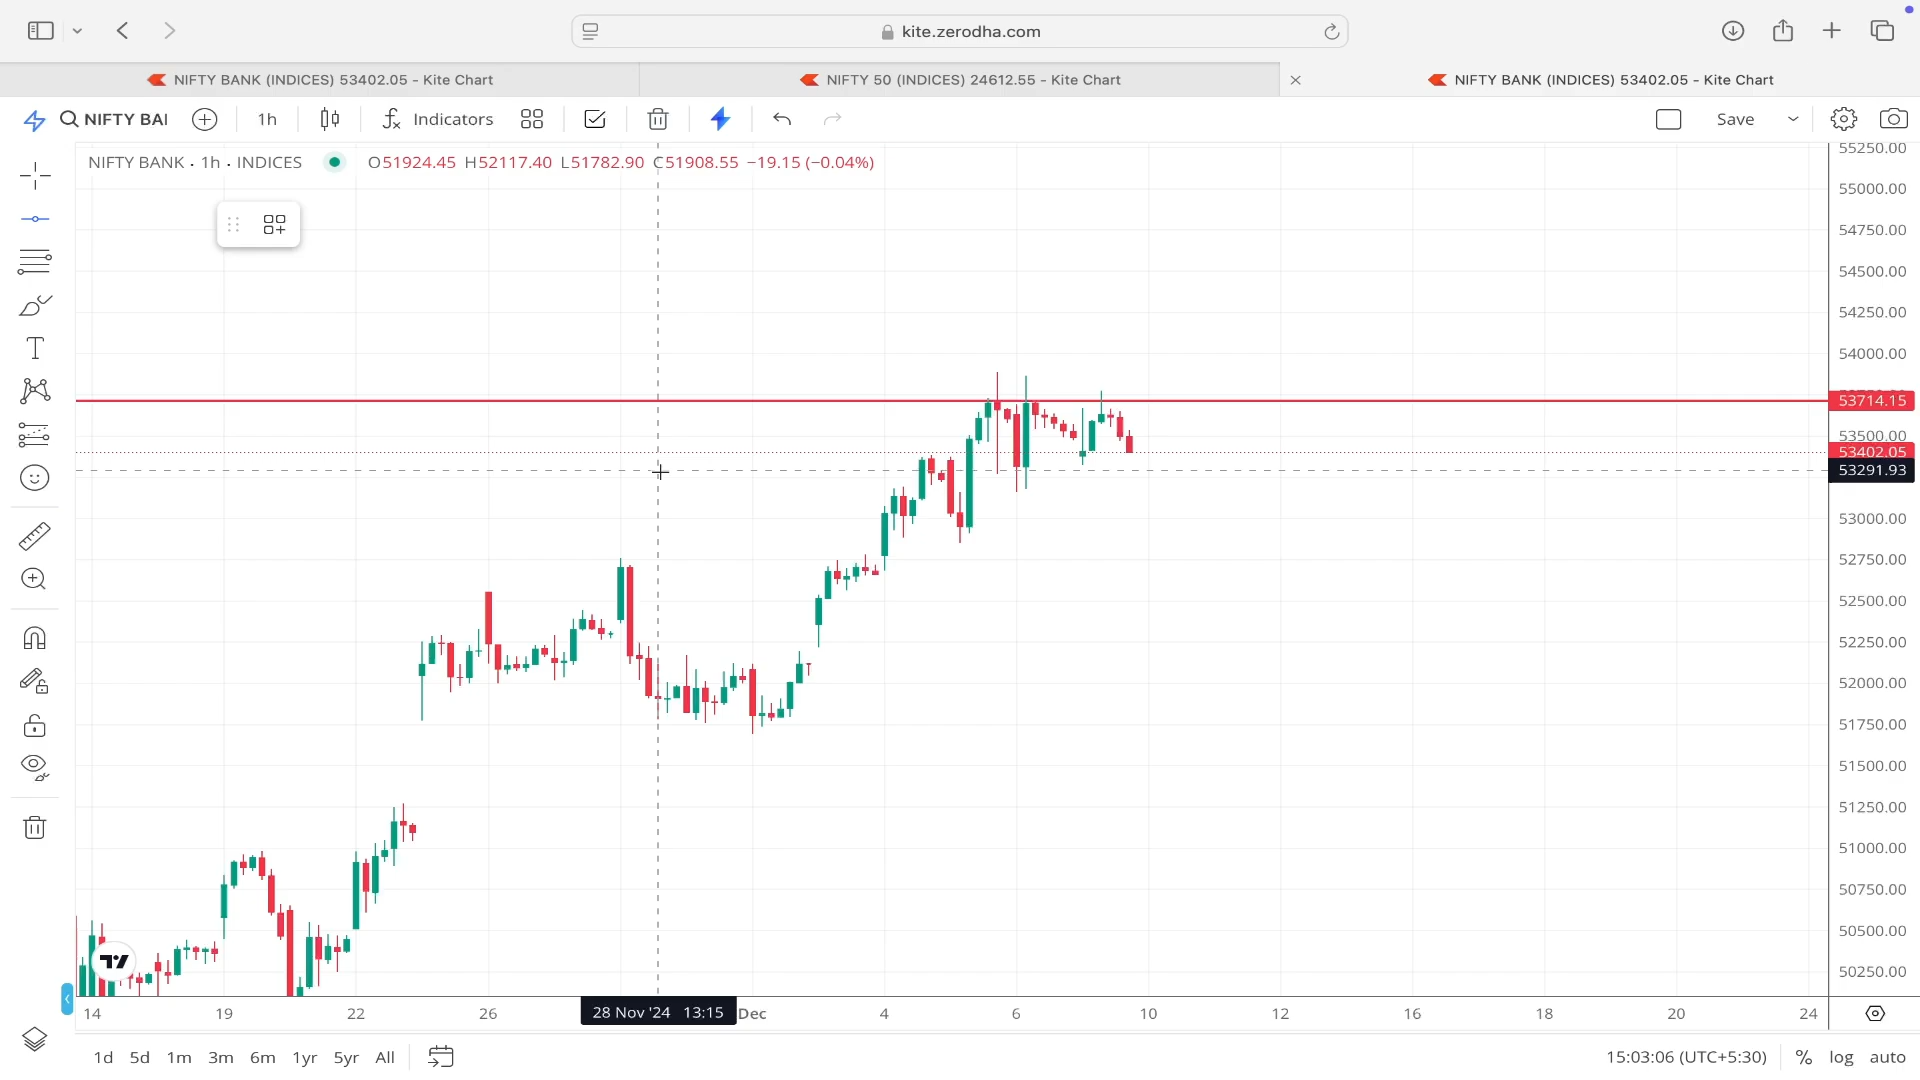 kite.zerodha.com
NIFTY BANK (INDICES) 53402.05 - Kite Chart
NIFTY 50 (INDICES) 24612.55 - Kite Chart
NIFTY BANK (INDICES) 53402.05 - Kite Chart
NIFTY BAI 1h Indicators Save
NIFTY BANK · 1h · INDICES O51924.45 H52117.40 L51782.90 C51908.55 −19.15 (−0.04%)
55250.00
55000.00
54750.00
54500.00
54250.00
54000.00
53714.15
53500.00
53402.05
53291.93
53000.00
52750.00
52500.00
52250.00
52000.00
51750.00
51500.00
51250.00
51000.00
50750.00
50500.00
50250.00
14 19 22 26 28 Nov '24 13:15 Dec 4 6 10 12 16 18 20 24
1d 5d 1m 3m 6m 1yr 5yr All 15:03:06 (UTC+5:30) % log auto